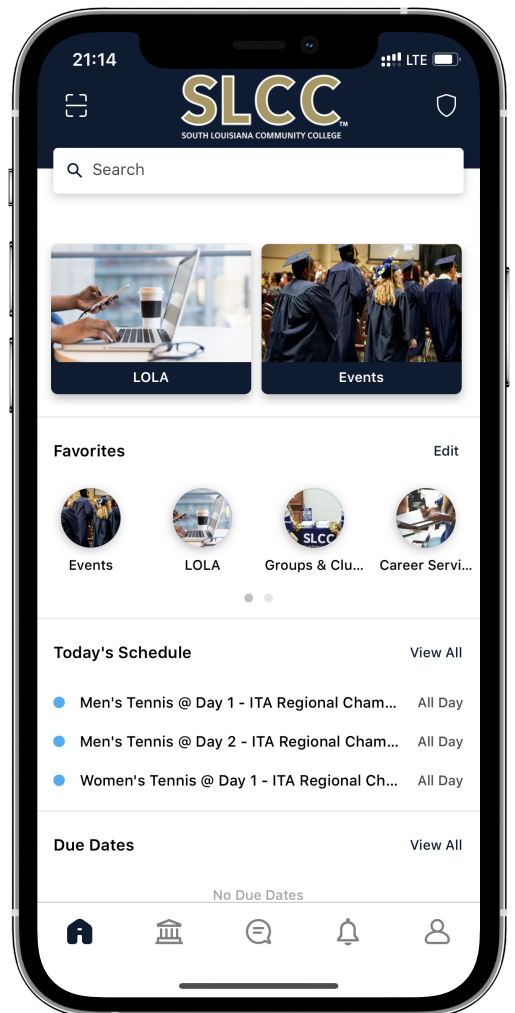 21:14
LTE
SLCC™
SOUTH LOUISIANA COMMUNITY COLLEGE
Search
LOLA
Events
Favorites
Edit
SLCC
Events
LOLA
Groups & Clu...
Career Servi...
Today's Schedule
View All
Men's Tennis @ Day 1 - ITA Regional Cham...
All Day
Men's Tennis @ Day 2 - ITA Regional Cham...
All Day
Women's Tennis @ Day 1 - ITA Regional Ch...
All Day
Due Dates
View All
No Due Dates